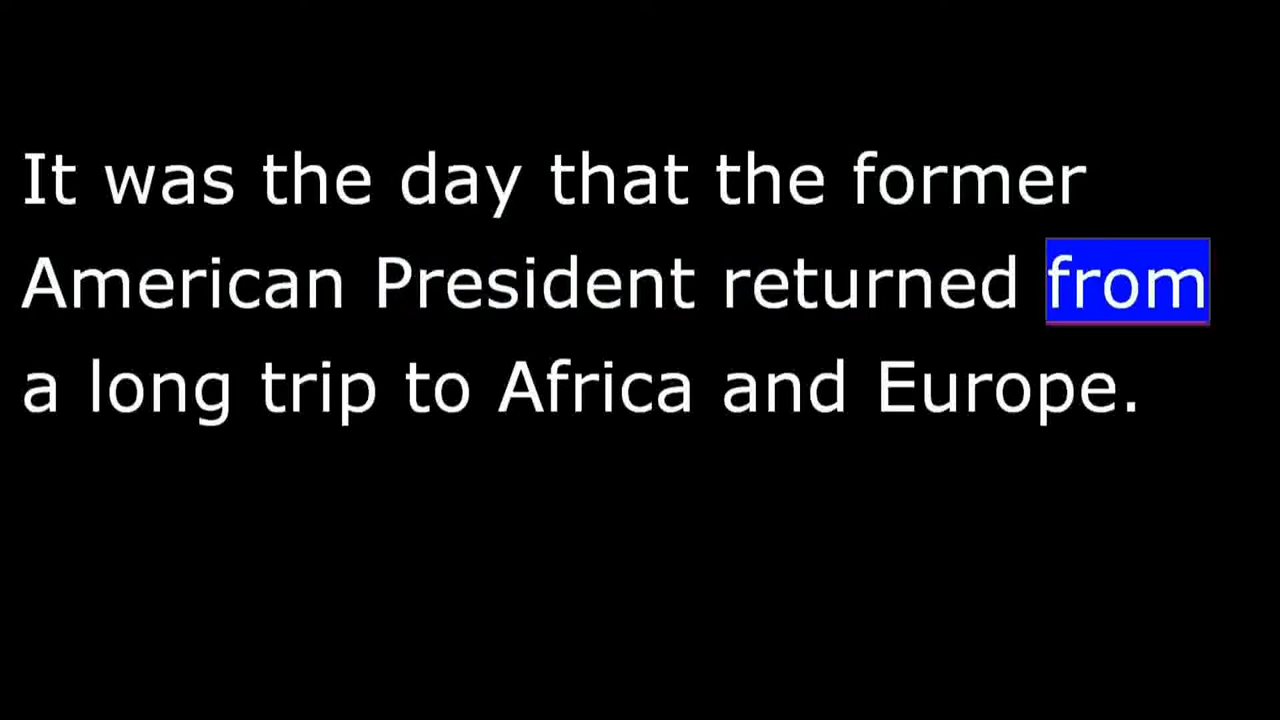 It was the day that the former
American President returned from
a long trip to Africa and Europe.